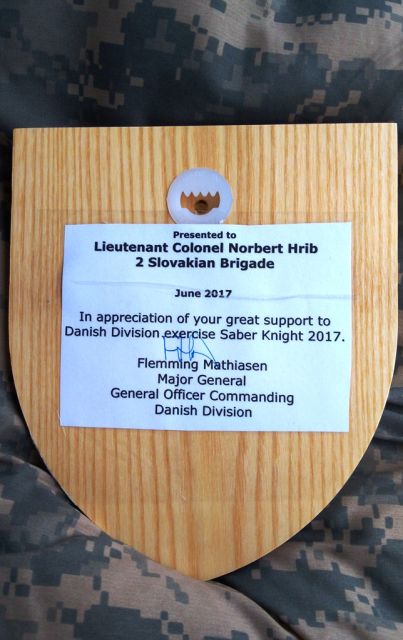 Presented to
Lieutenant Colonel Norbert Hrib
2 Slovakian Brigade
June 2017
In appreciation of your great support to
Danish Division exercise Saber Knight 2017.
Flemming Mathiasen
Major General
General Officer Commanding
Danish Division